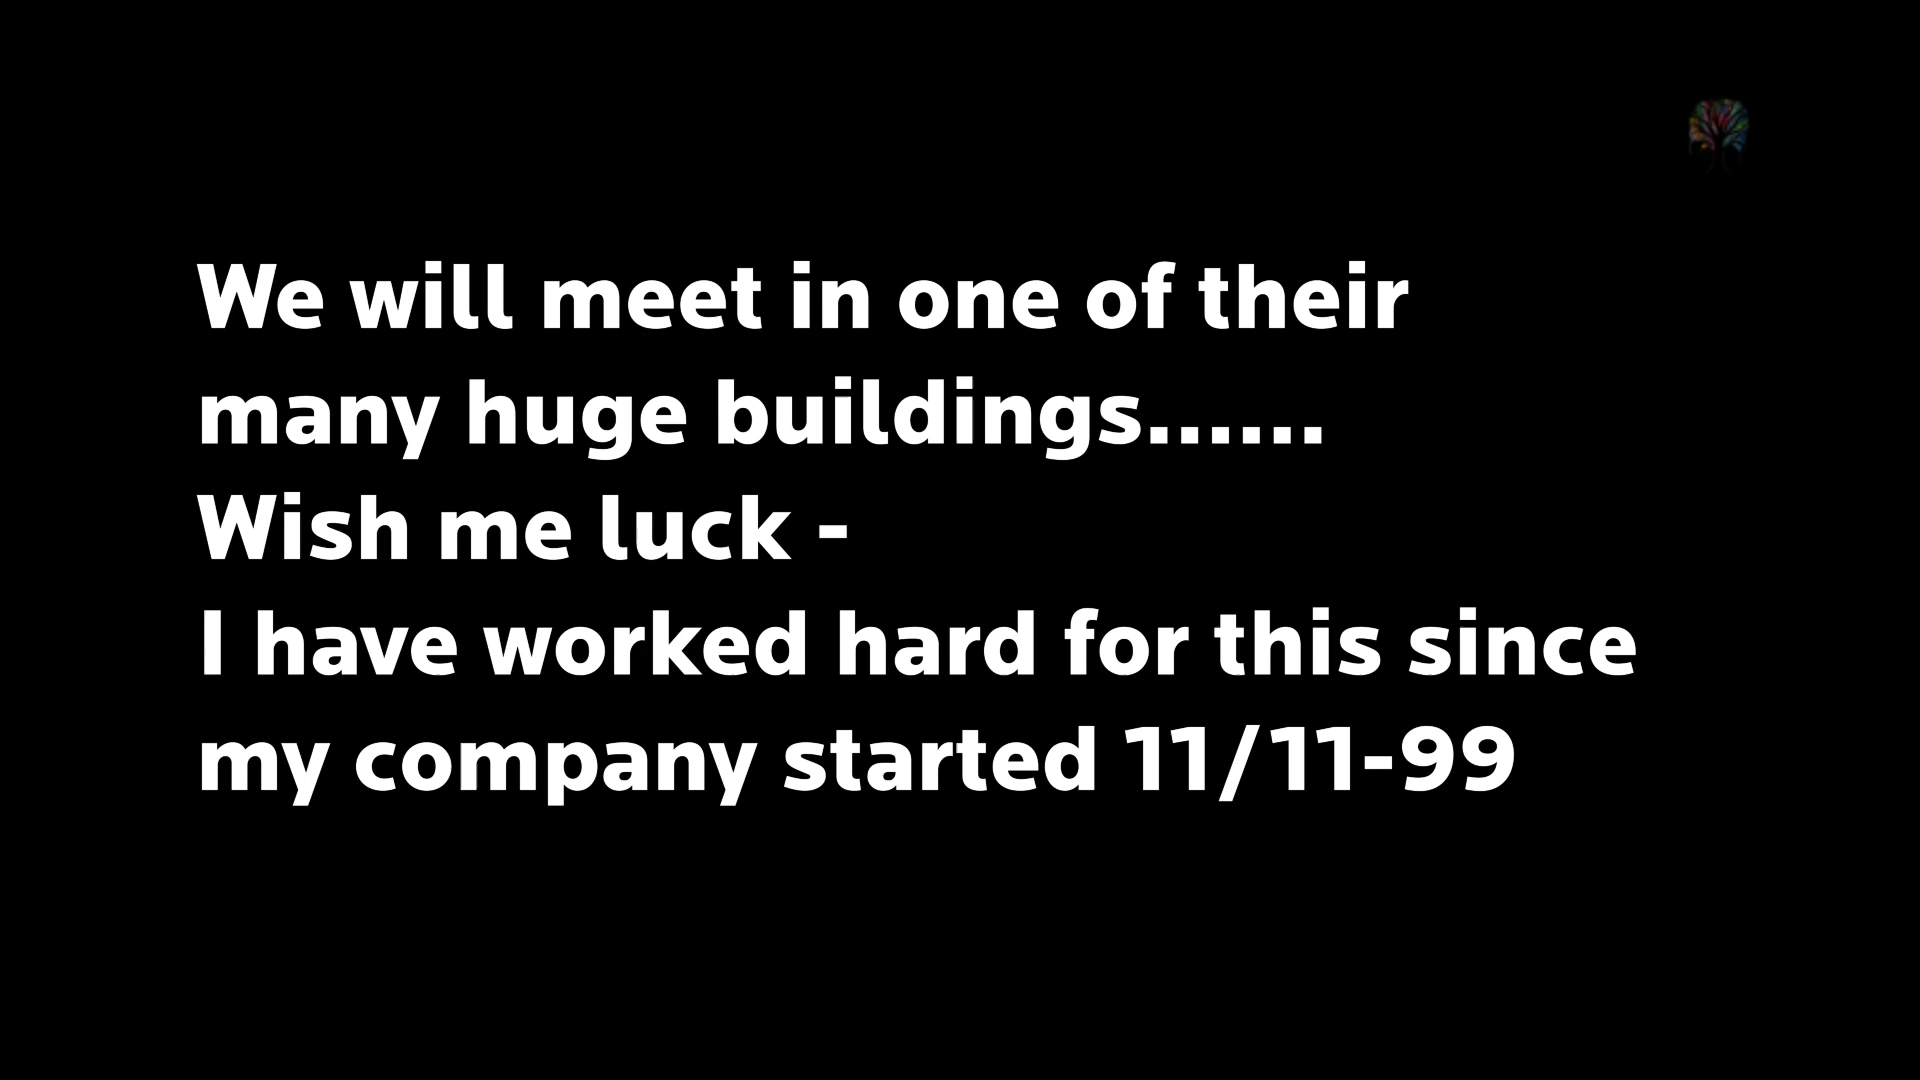 We will meet in one of their
many huge buildings......
Wish me luck -
I have worked hard for this since
my company started 11/11-99